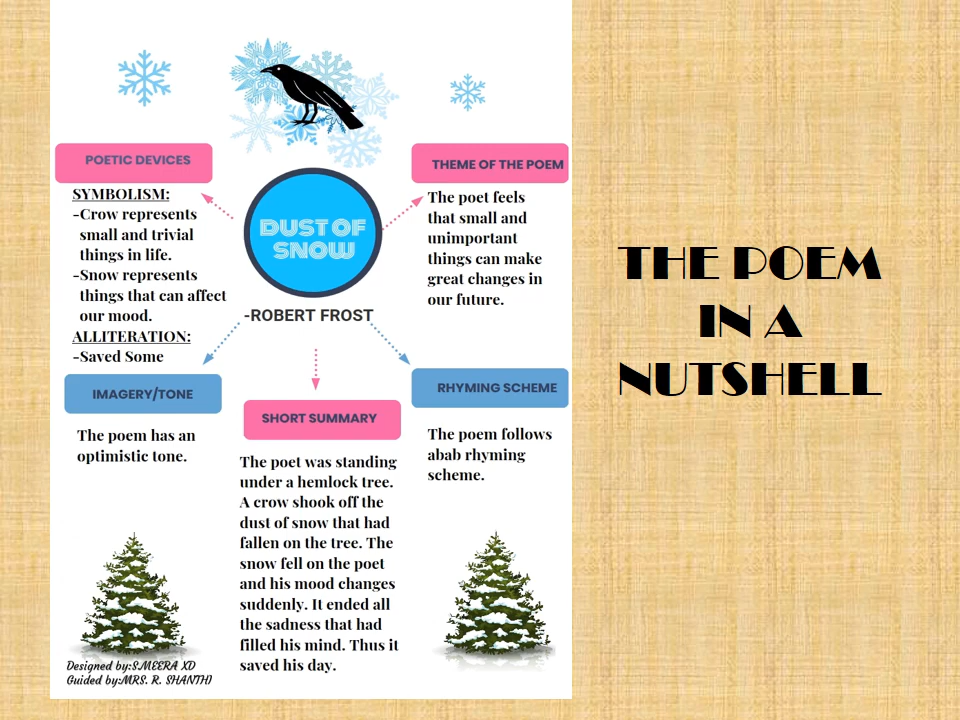 POETIC DEVICES
SYMBOLISM:
-Crow represents
small and trivial
things in life.
-Snow represents
things that can affect
our mood.
ALLITERATION:
-Saved Some
DUST OF
SNOW
-ROBERT FROST
THEME OF THE POEM
The poet feels
that small and
unimportant
things can make
great changes in
our future.
IMAGERY/TONE
The poem has an
optimistic tone.
SHORT SUMMARY
The poet was standing
under a hemlock tree.
A crow shook off the
dust of snow that had
fallen on the tree. The
snow fell on the poet
and his mood changes
suddenly. It ended all
the sadness that had
filled his mind. Thus it
saved his day.
RHYMING SCHEME
The poem follows
abab rhyming
scheme.
Designed by:S.MEERA XD
Guided by:MRS. R. SHANTHI
THE POEM
IN A
NUTSHELL